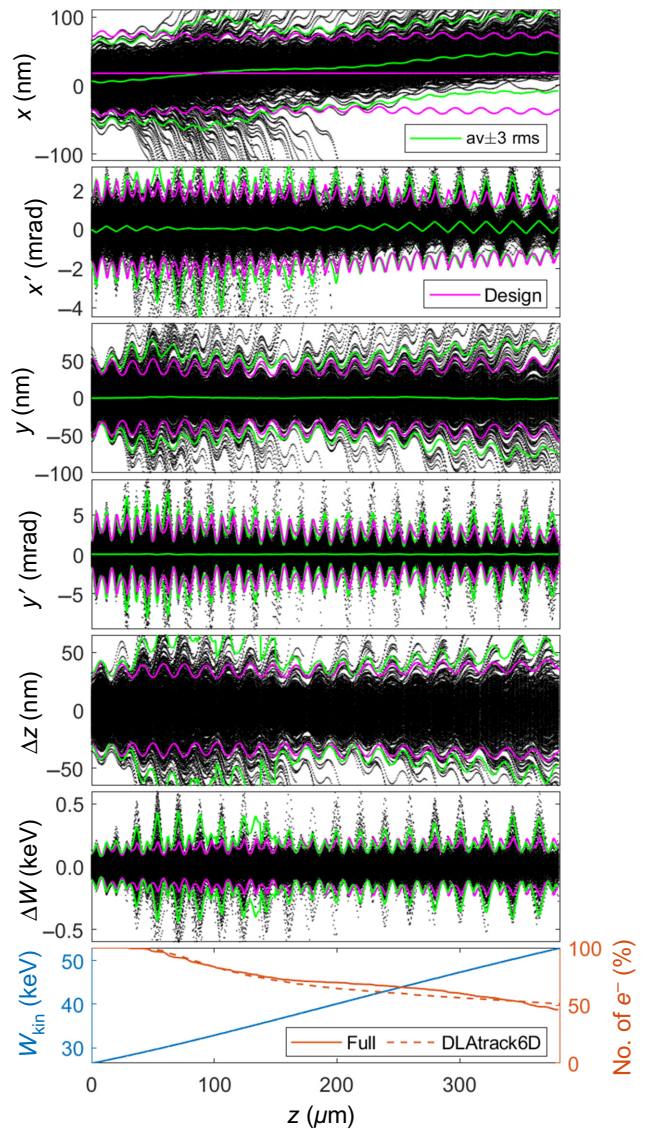 100
0
−100
x (nm)
av±3 rms
2
0
−2
−4
x′ (mrad)
Design
50
0
−50
−100
y (nm)
5
0
−5
y′ (mrad)
50
0
−50
Δz (nm)
0.5
0.0
−0.5
ΔW (keV)
50
40
30
Wkin (keV)
100
50
0
No. of e− (%)
Full DLAtrack6D
0 100 200 300
z (μm)